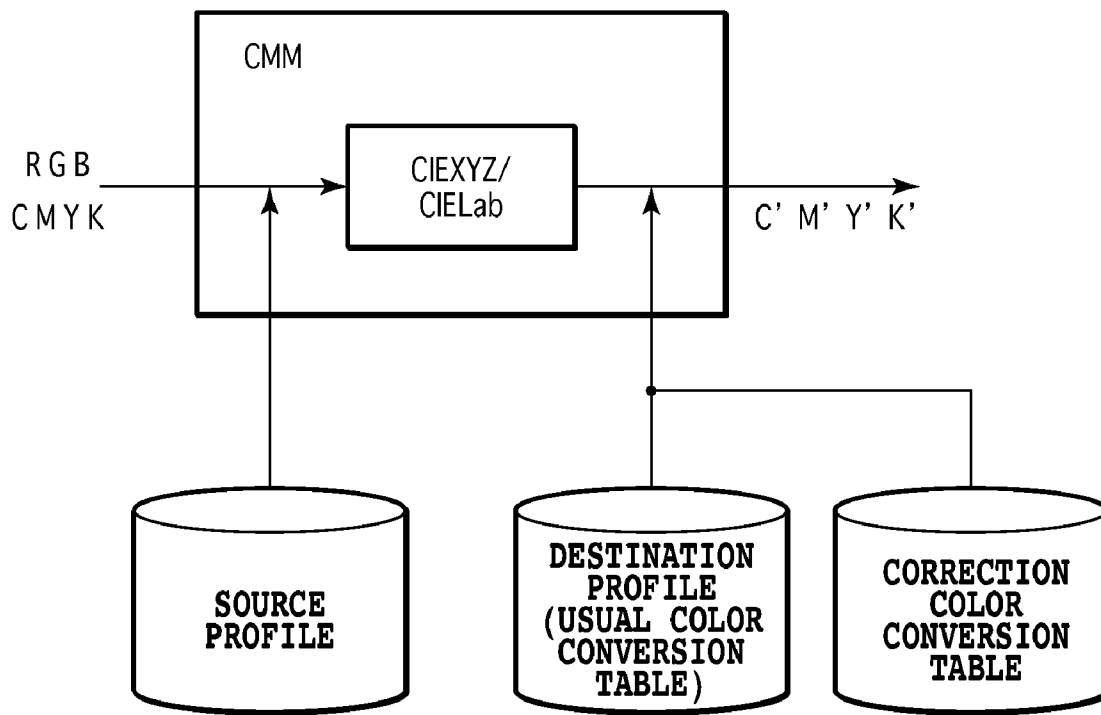 CMM
RGB
CMYK
CIEXYZ/
CIELab
C' M' Y' K'
SOURCE
PROFILE
DESTINATION
PROFILE
(USUAL COLOR
CONVERSION
TABLE)
CORRECTION
COLOR
CONVERSION
TABLE